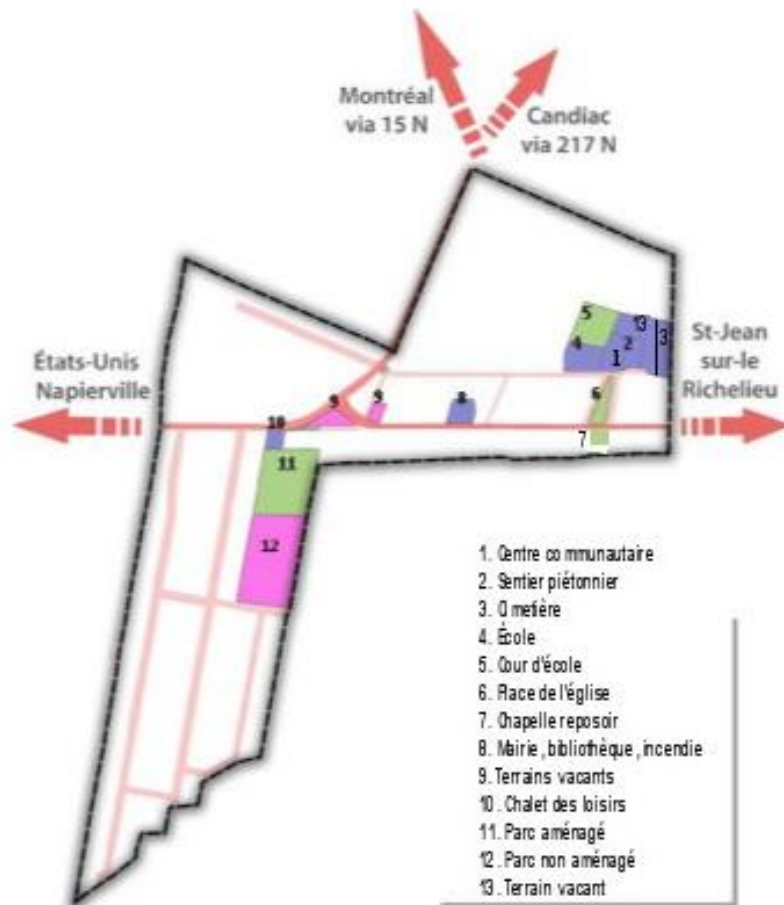 Montréal
via 15 N
Candiac
via 217 N
États-Unis
Napierville
St-Jean
sur-le
Richelieu
5
13
4
2
3
1
9
9
8
6
10
7
11
12
1. Centre communautaire
2. Sentier piétonnier
3. Cimetière
4. École
5. Cour d'école
6. Place de l'église
7. Chapelle reposoir
8. Mairie, bibliothèque, incendie
9. Terrains vacants
10. Chalet des loisirs
11. Parc aménagé
12. Parc non aménagé
13. Terrain vacant